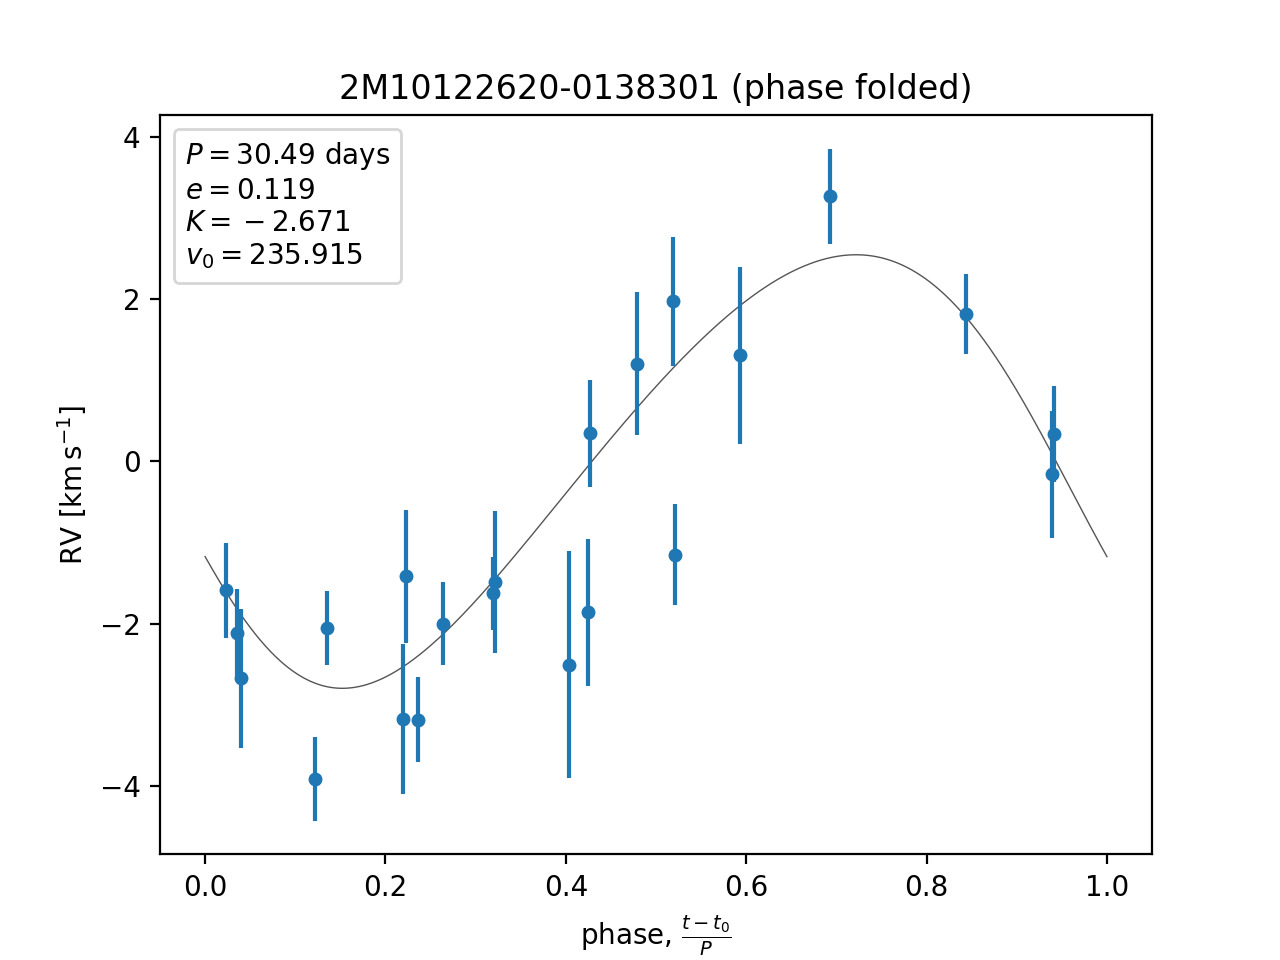 2M10122620-0138301 (phase folded)
P = 30.49 days
e = 0.119
K = −2.671
v₀ = 235.915
4
2
0
−2
−4
RV [km s⁻¹]
0.0 0.2 0.4 0.6 0.8 1.0
phase, (t − t₀)/P